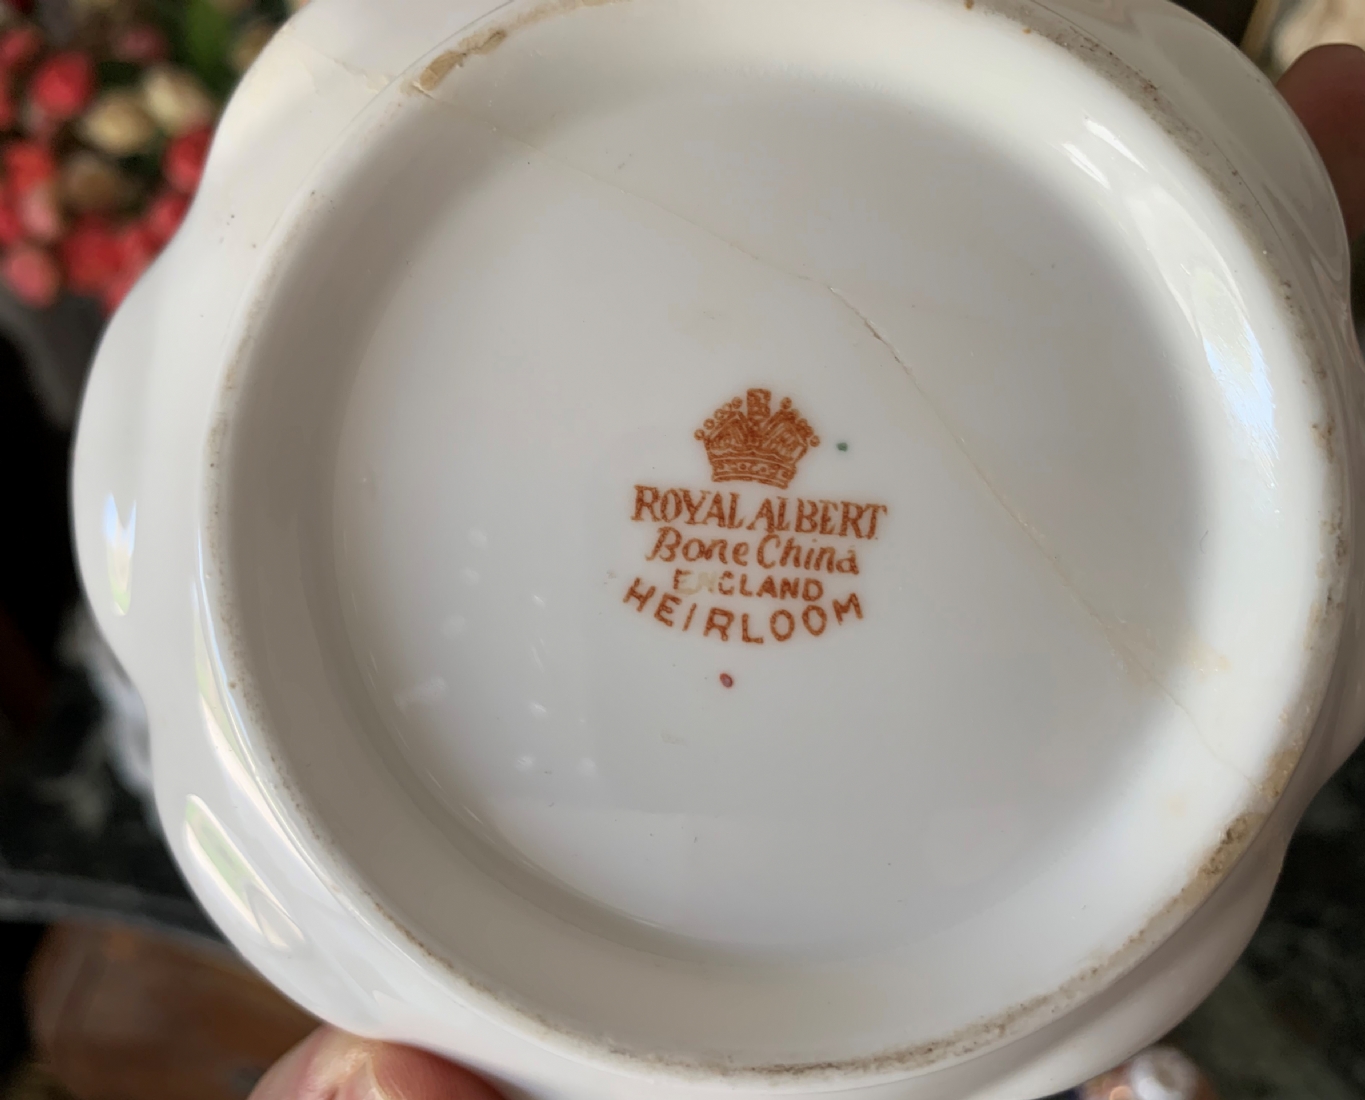 ROYAL ALBERT
Bone China
ENGLAND
HEIRLOOM